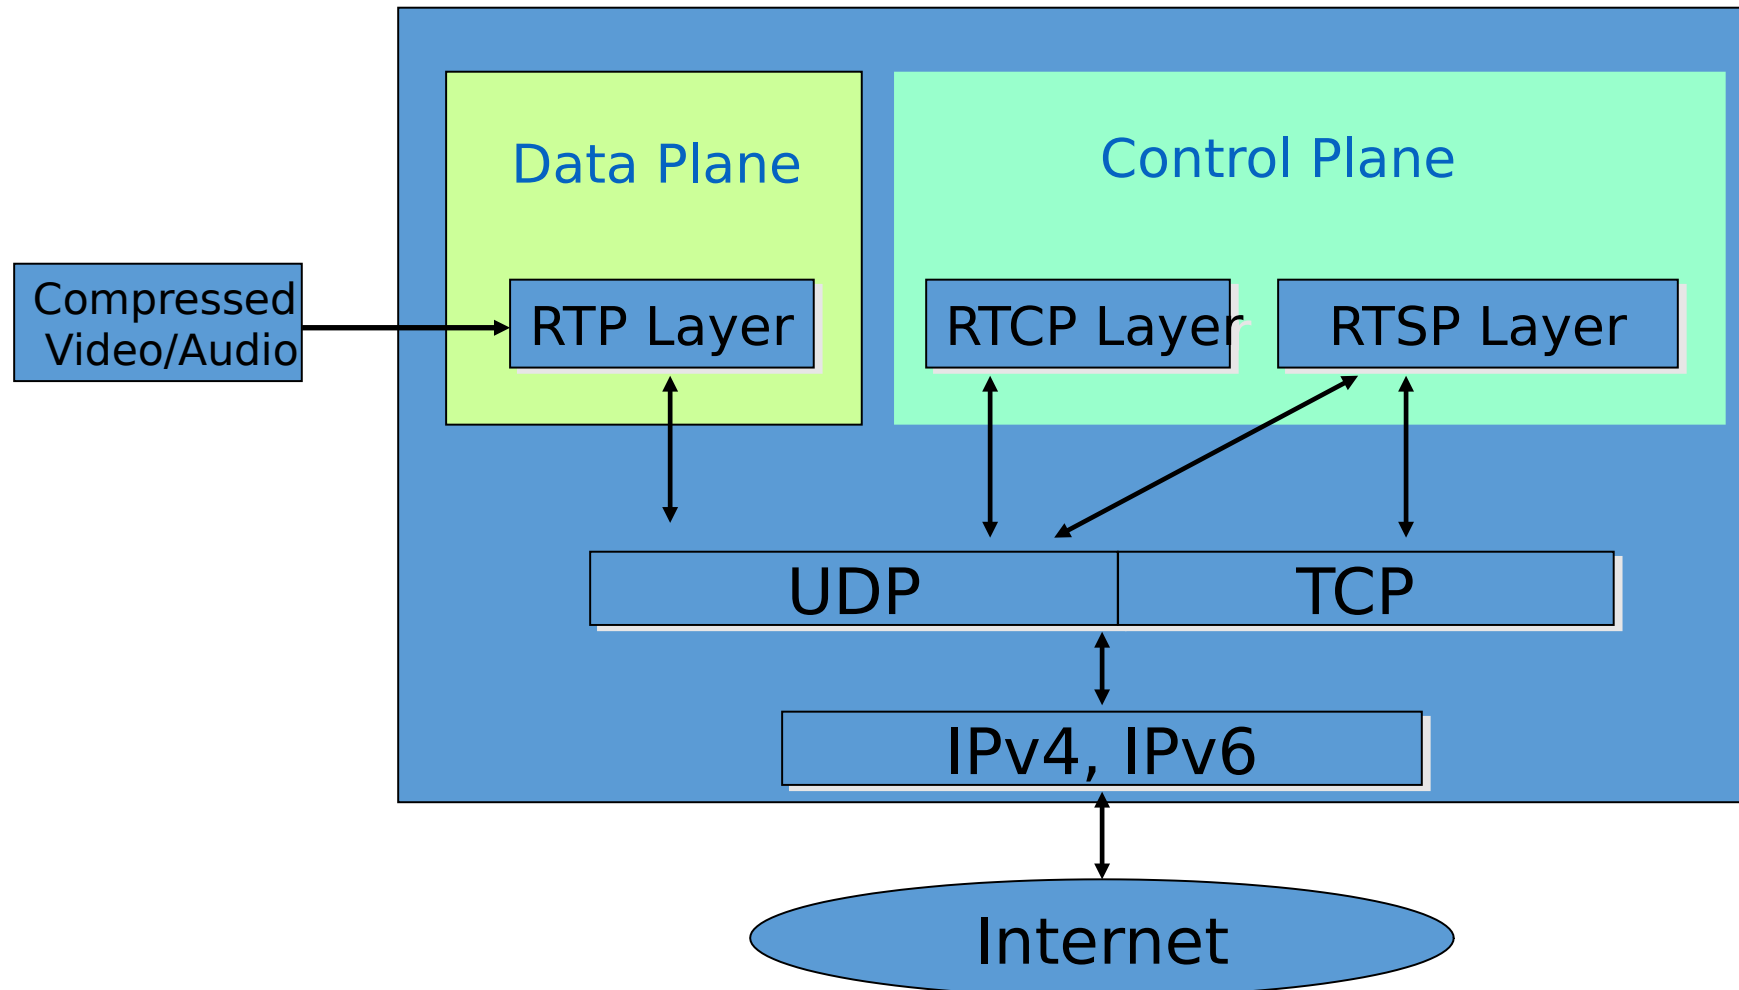 Data Plane
Control Plane
Compressed
Video/Audio
RTP Layer
RTCP Layer
RTSP Layer
UDP
TCP
IPv4, IPv6
Internet